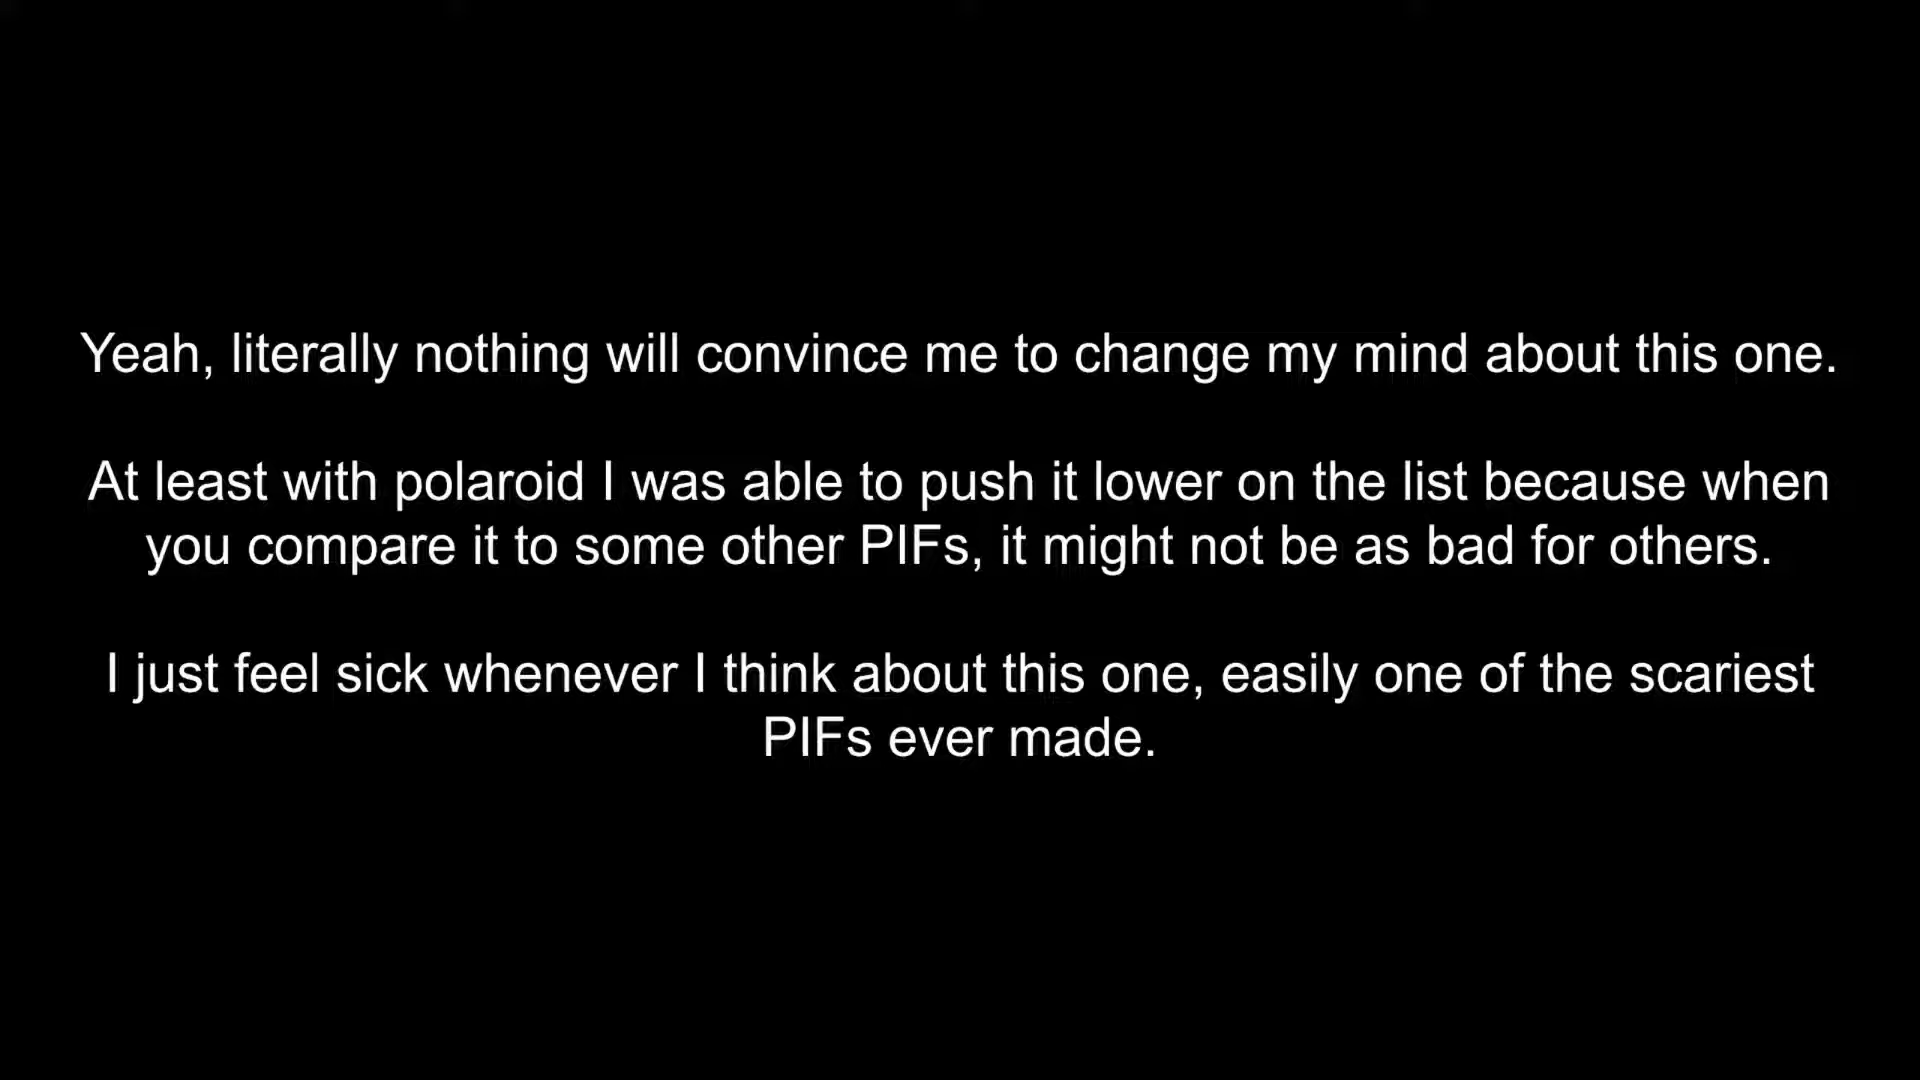 Yeah, literally nothing will convince me to change my mind about this one.
At least with polaroid I was able to push it lower on the list because when
you compare it to some other PIFs, it might not be as bad for others.
I just feel sick whenever I think about this one, easily one of the scariest
PIFs ever made.